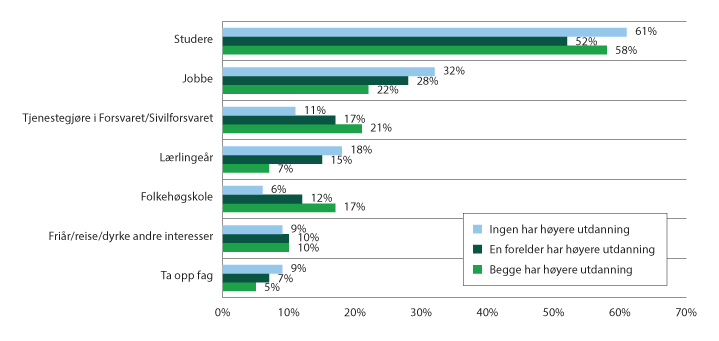 Studere
61%
52%
58%
Jobbe
32%
28%
22%
Tjenestegjøre i Forsvaret/Sivilforsvaret
11%
17%
21%
Lærlingeår
18%
15%
7%
Folkehøgskole
6%
12%
17%
Friår/reise/dyrke andre interesser
9%
10%
10%
Ta opp fag
9%
7%
5%
Ingen har høyere utdanning
En forelder har høyere utdanning
Begge har høyere utdanning
0% 10% 20% 30% 40% 50% 60% 70%